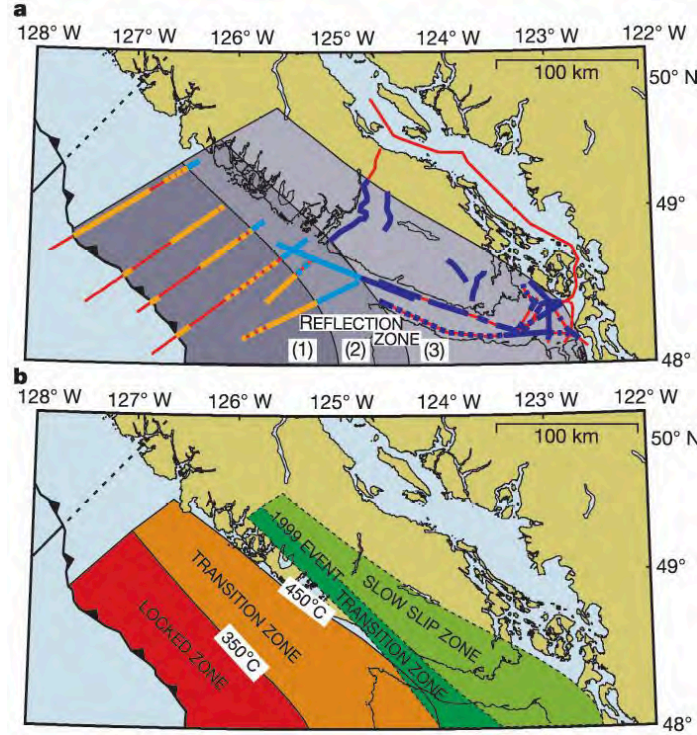 a
128° W 127° W 126° W 125° W 124° W 123° W 122° W
100 km
50° N
49°
48°
REFLECTION
ZONE
(1) (2) (3)
b
128° W 127° W 126° W 125° W 124° W 123° W 122° W
100 km
50° N
49°
48°
1999 EVENT
SLOW SLIP ZONE
TRANSITION ZONE
450°C
TRANSITION ZONE
350°C
LOCKED ZONE